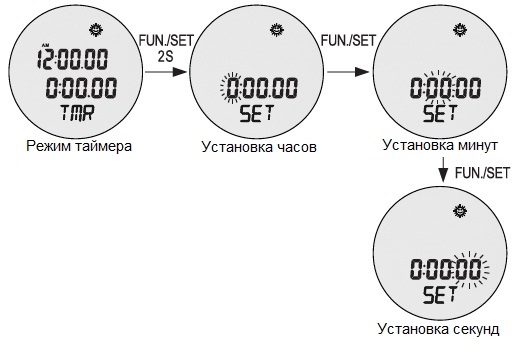 AM
12:00.00
0:00.00
TMR
Режим таймера
FUN./SET
2S
0:00.00
SET
Установка часов
FUN./SET
0:00.00
SET
Установка минут
FUN./SET
0:00.00
SET
Установка секунд